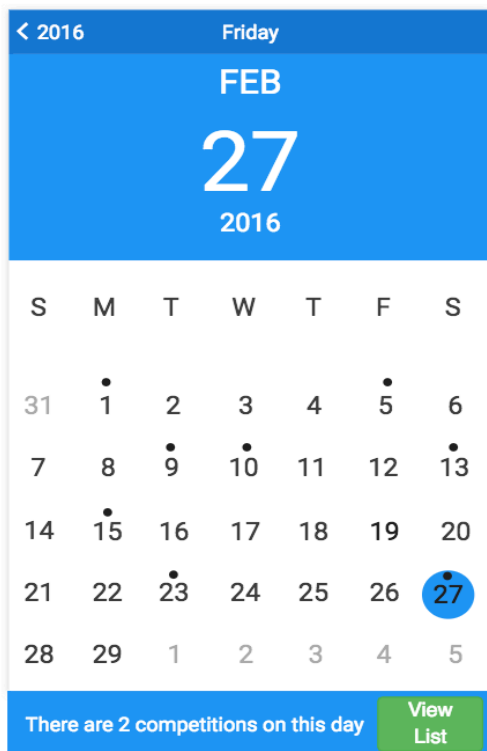 < 2016 Friday
FEB
27
2016
S M T W T F S
31 1 2 3 4 5 6
7 8 9 10 11 12 13
14 15 16 17 18 19 20
21 22 23 24 25 26 27
28 29 1 2 3 4 5
There are 2 competitions on this day
View
List